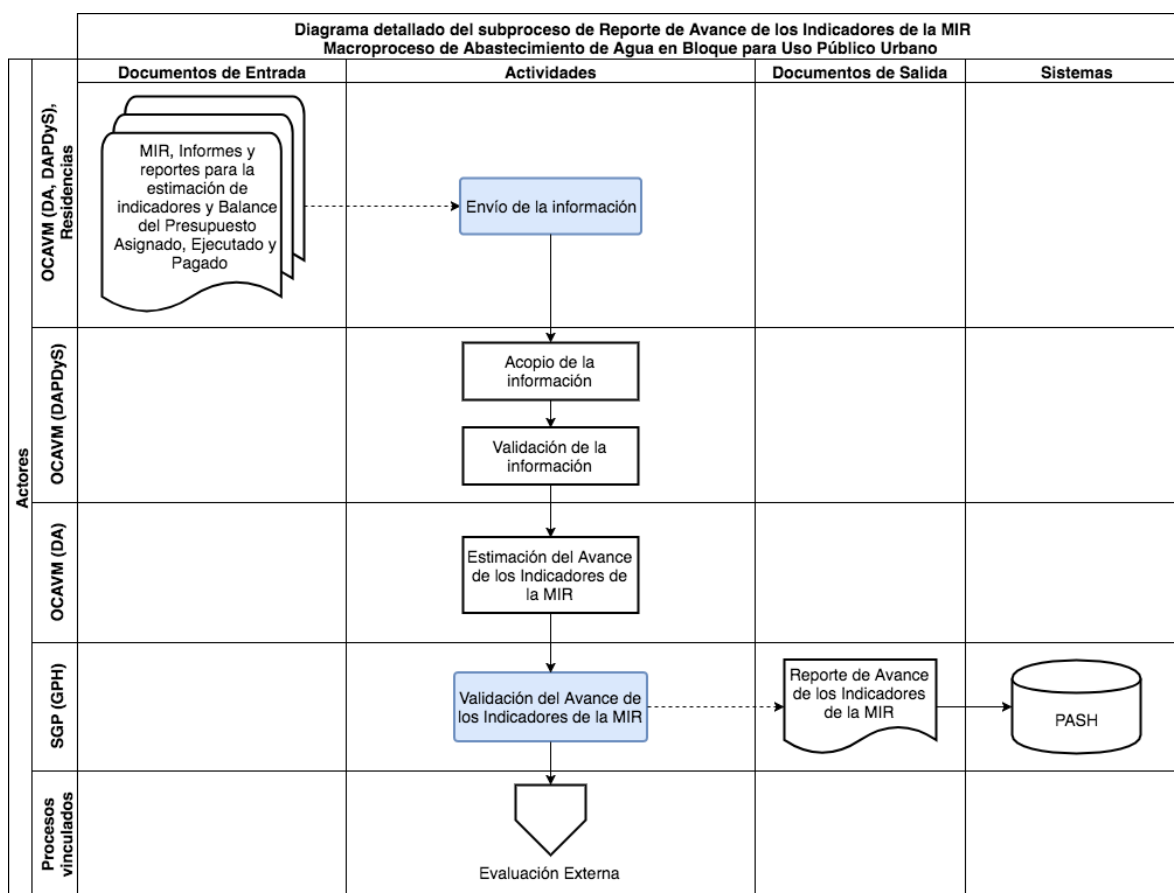 Diagrama detallado del subproceso de Reporte de Avance de los Indicadores de la MIR
Macroproceso de Abastecimiento de Agua en Bloque para Uso Público Urbano
Documentos de Entrada
Actividades
Documentos de Salida
Sistemas
Actores
OCAVM (DA, DAPDyS),
Residencias
MIR, Informes y
reportes para la
estimación de
indicadores y Balance
del Presupuesto
Asignado, Ejecutado y
Pagado
Envío de la información
OCAVM (DAPDyS)
Acopio de la
información
Validación de la
información
OCAVM (DA)
Estimación del Avance
de los Indicadores de
la MIR
SGP (GPH)
Validación del Avance de
los Indicadores de la MIR
Reporte de Avance
de los Indicadores
de la MIR
PASH
Procesos
vinculados
Evaluación Externa